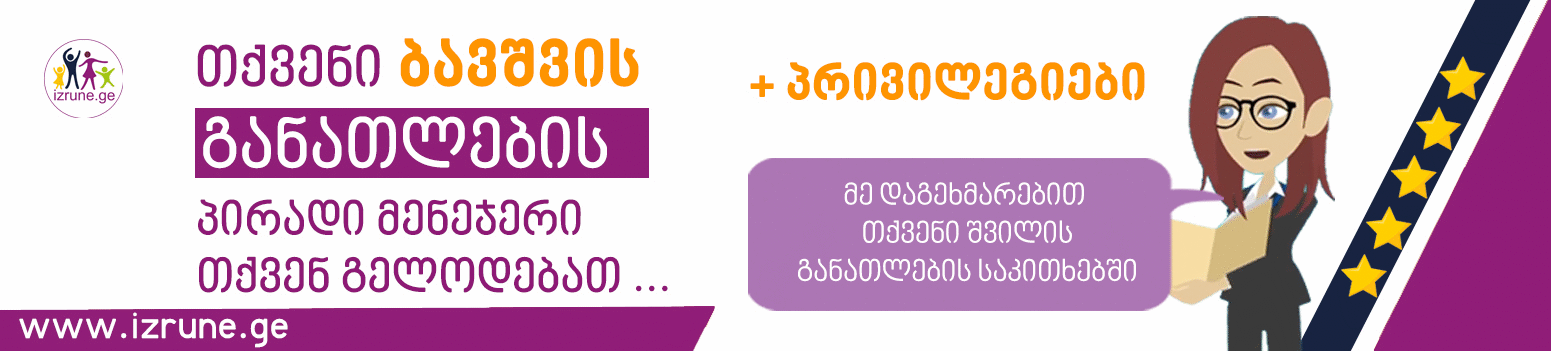 izrune.ge
თქვენი ბავშვის
განათლების
პირადი მენეჯერი
თქვენ გელოდებათ ...
www.izrune.ge
+ პრივილეგიები
მე დაგეხმარებით
თქვენი შვილის
განათლების საკითხებში